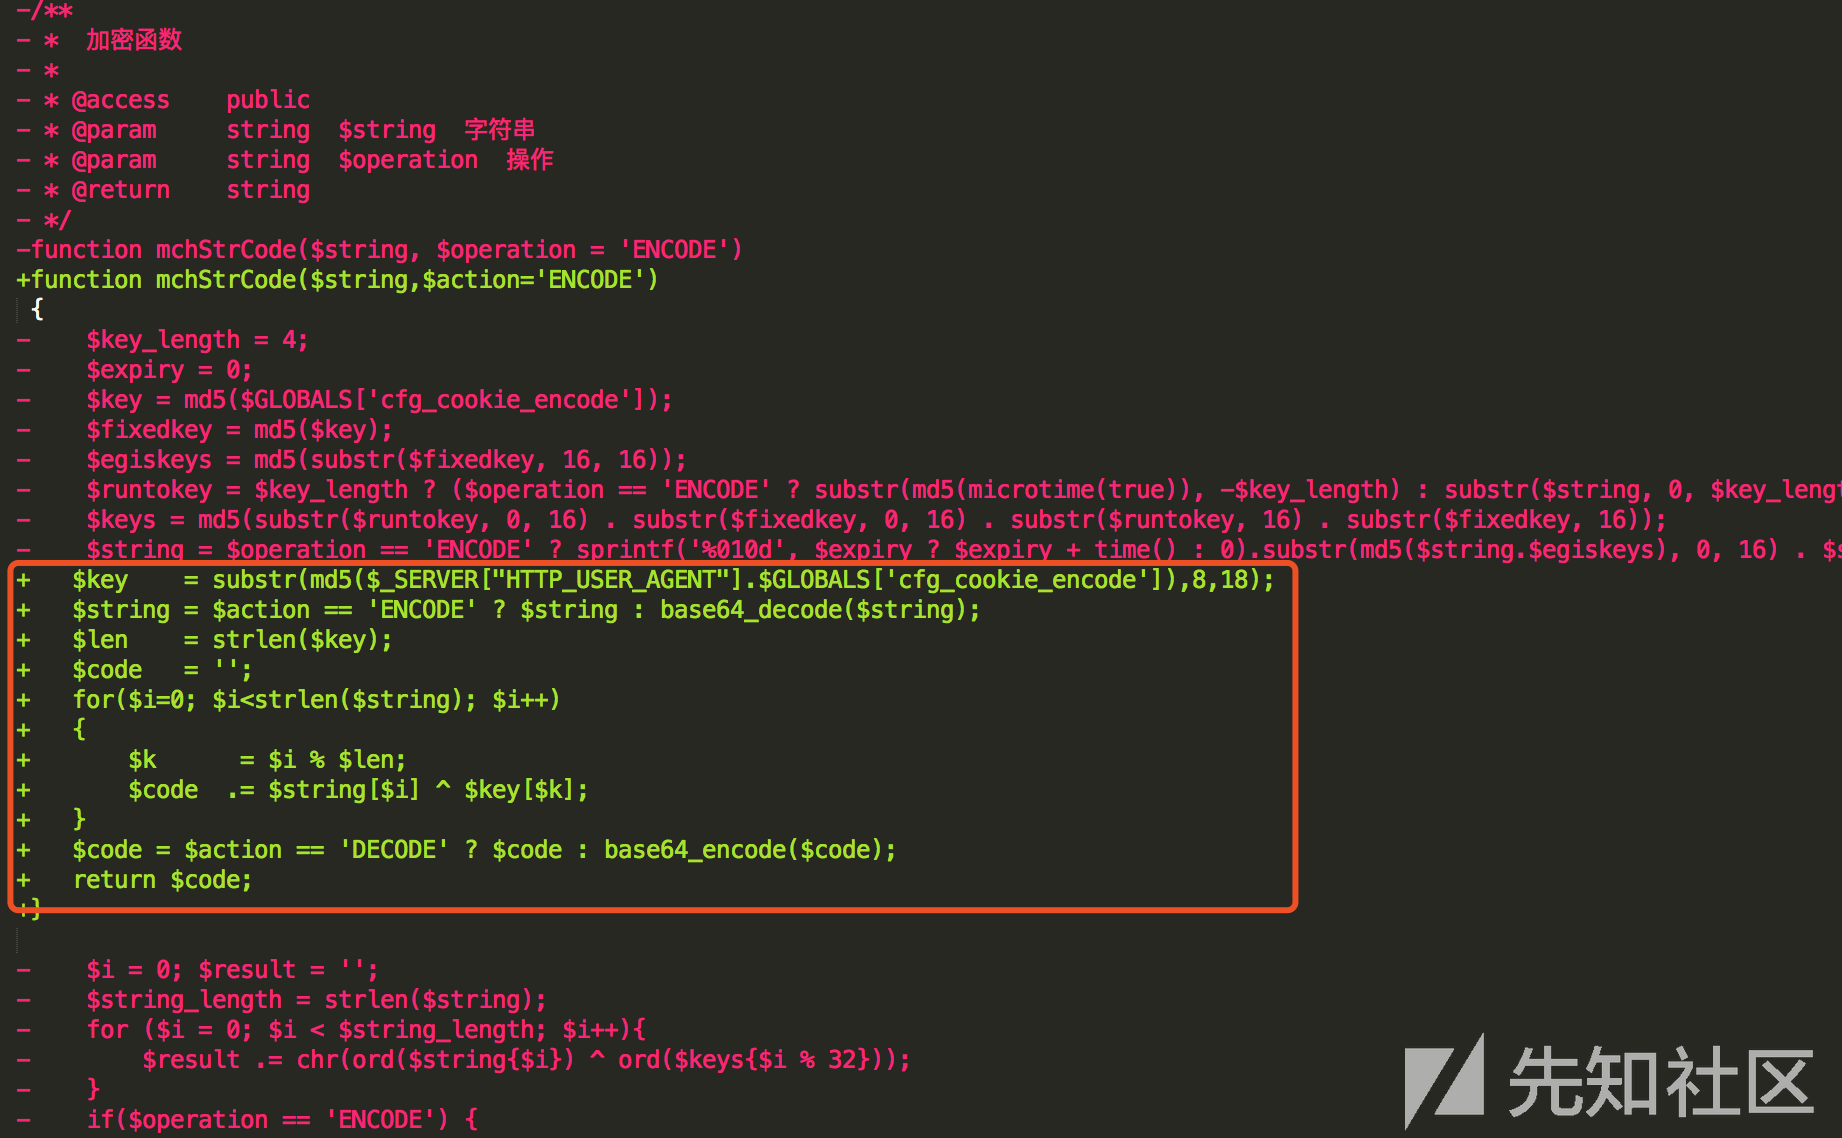 -/**
- *  加密函数
- *
- * @access    public
- * @param     string  $string  字符串
- * @param     string  $operation  操作
- * @return    string
- */
-function mchStrCode($string, $operation = 'ENCODE')
+function mchStrCode($string,$action='ENCODE')
 {
-    $key_length = 4;
-    $expiry = 0;
-    $key = md5($GLOBALS['cfg_cookie_encode']);
-    $fixedkey = md5($key);
-    $egiskeys = md5(substr($fixedkey, 16, 16));
-    $runtokey = $key_length ? ($operation == 'ENCODE' ? substr(md5(microtime(true)), -$key_length) : substr($string, 0, $key_lengt
-    $keys = md5(substr($runtokey, 0, 16) . substr($fixedkey, 0, 16) . substr($runtokey, 16) . substr($fixedkey, 16));
-    $string = $operation == 'ENCODE' ? sprintf('%010d', $expiry ? $expiry + time() : 0).substr(md5($string.$egiskeys), 0, 16) . $s
+   $key    = substr(md5($_SERVER["HTTP_USER_AGENT"].$GLOBALS['cfg_cookie_encode']),8,18);
+   $string = $action == 'ENCODE' ? $string : base64_decode($string);
+   $len    = strlen($key);
+   $code   = '';
+   for($i=0; $i<strlen($string); $i++)
+   {
+       $k      = $i % $len;
+       $code  .= $string[$i] ^ $key[$k];
+   }
+   $code = $action == 'DECODE' ? $code : base64_encode($code);
+   return $code;
+}
-    $i = 0; $result = '';
-    $string_length = strlen($string);
-    for ($i = 0; $i < $string_length; $i++){
-        $result .= chr(ord($string{$i}) ^ ord($keys{$i % 32}));
-    }
-    if($operation == 'ENCODE') {
先知社区